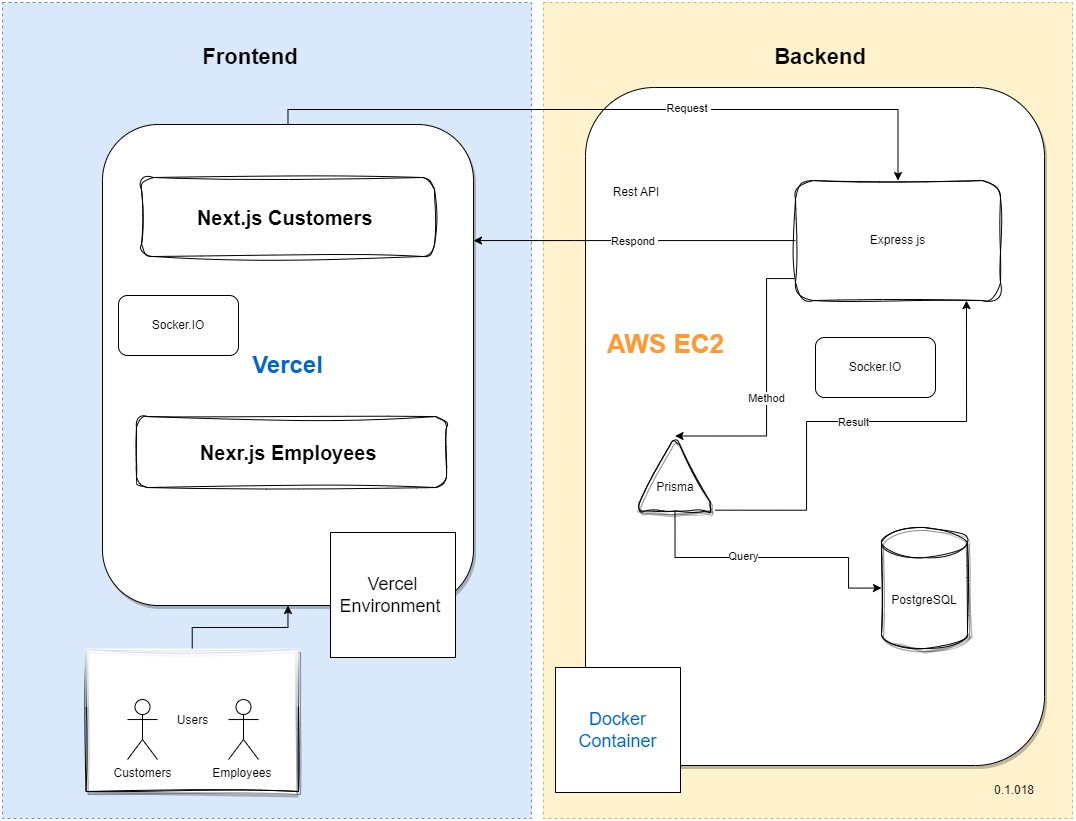 Frontend
Backend
Request
Next.js Customers
Rest API
Express js
Respond
Socker.IO
Vercel
AWS EC2
Socker.IO
Method
Result
Nexr.js Employees
Prisma
Query
PostgreSQL
Vercel
Environment
Users
Customers
Employees
Docker
Container
0.1.018